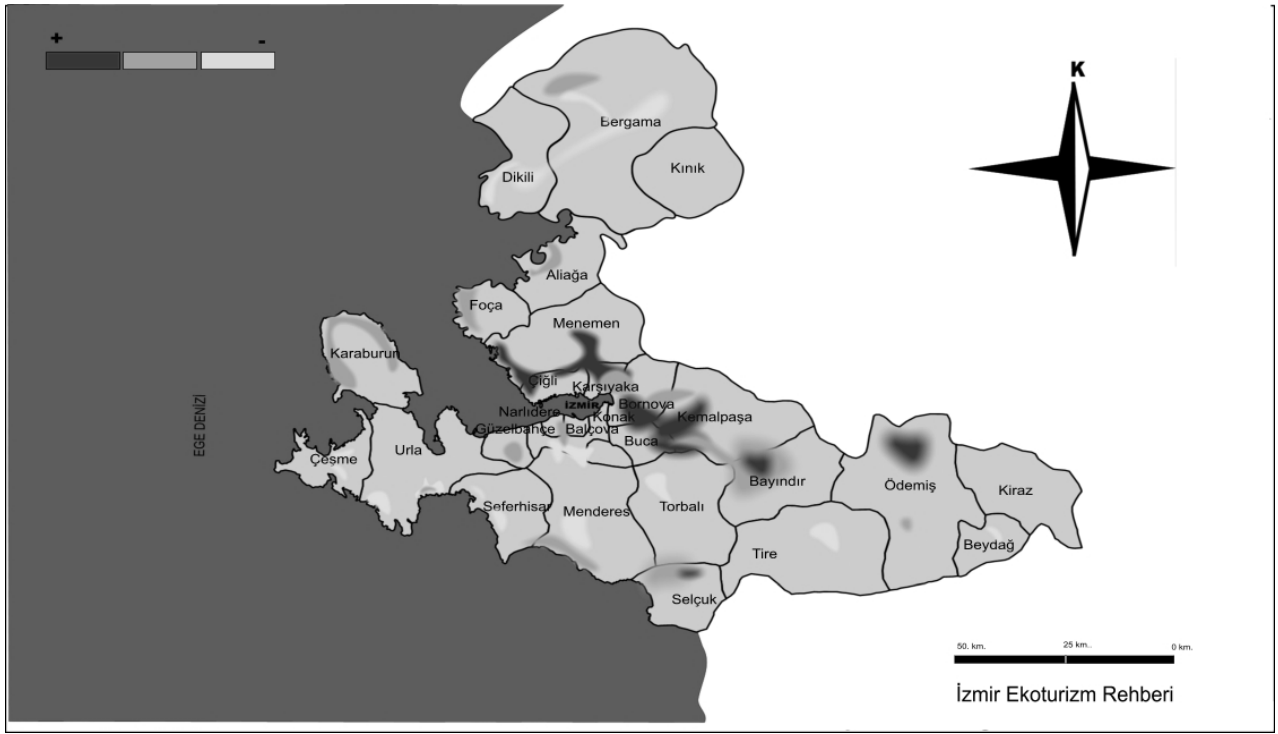 + -
K
Bergama
Kınık
Dikili
Aliağa
Foça
Menemen
Karaburun
Çiğli
Karşıyaka
İZMİR
Bornova
Narlıdere
Konak
Kemalpaşa
Güzelbahçe
Balçova
Buca
EGE DENİZİ
Çeşme
Urla
Bayındır
Ödemiş
Kiraz
Seferhisar
Menderes
Torbalı
Tire
Beydağ
Selçuk
50. km. 25 km.. 0 km.
İzmir Ekoturizm Rehberi